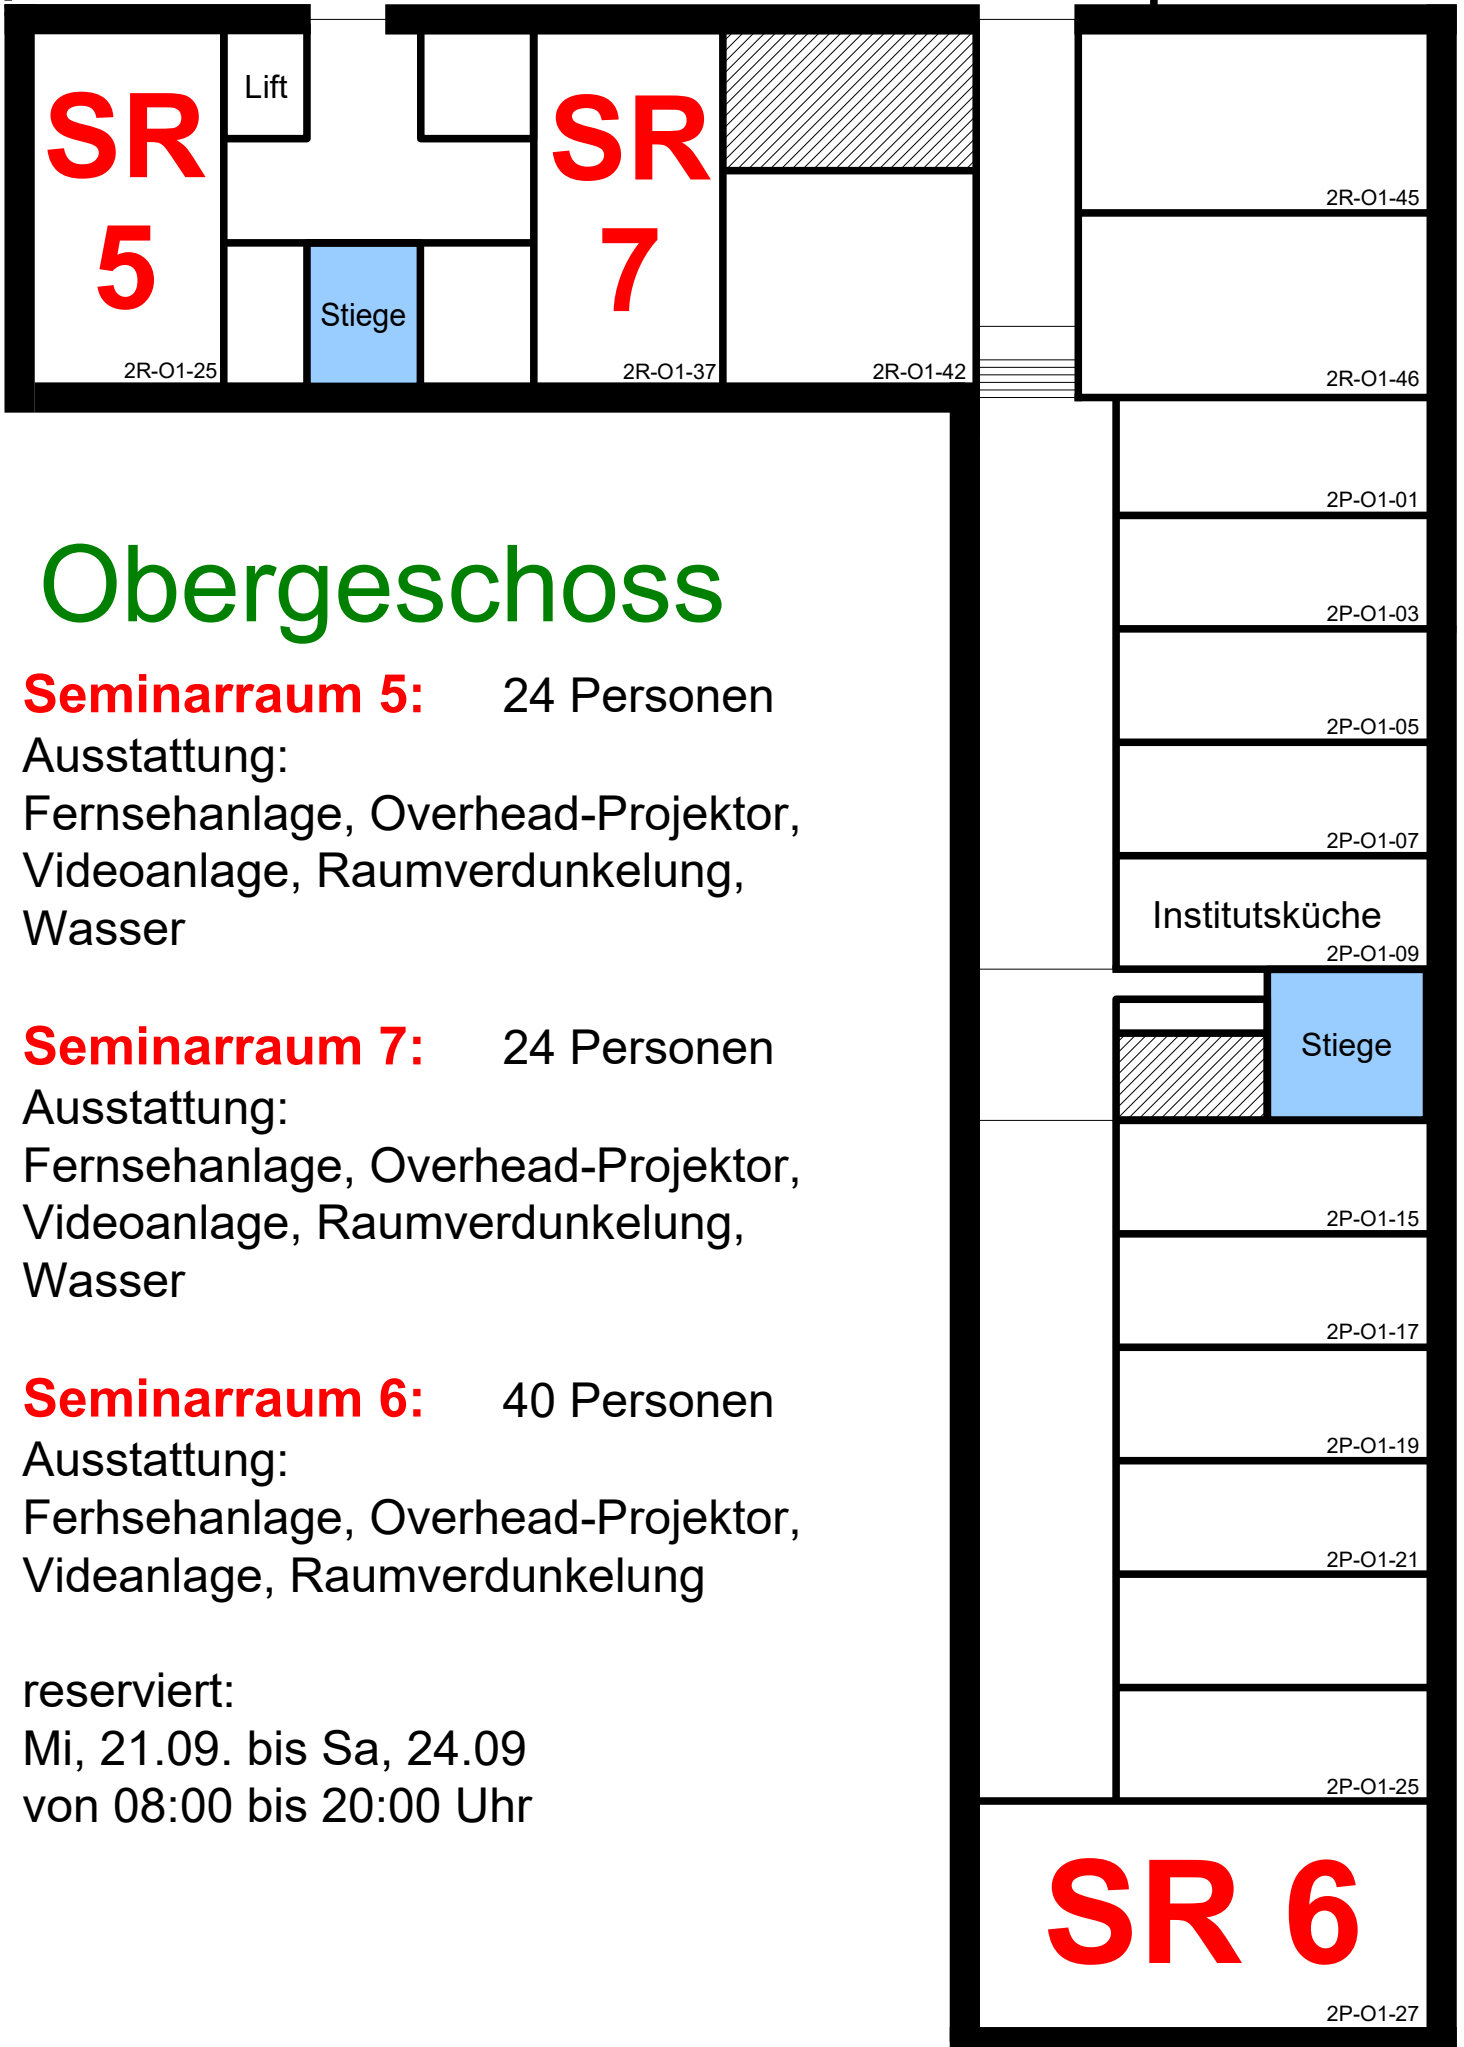 SR
5
2R-O1-25
Lift
Stiege
SR
7
2R-O1-37
2R-O1-42
2R-O1-45
2R-O1-46
2P-O1-01
2P-O1-03
2P-O1-05
2P-O1-07
Institutsküche
2P-O1-09
Stiege
2P-O1-15
2P-O1-17
2P-O1-19
2P-O1-21
2P-O1-25
SR 6
2P-O1-27
Obergeschoss
Seminarraum 5: 24 Personen
Ausstattung:
Fernsehanlage, Overhead-Projektor,
Videoanlage, Raumverdunkelung,
Wasser
Seminarraum 7: 24 Personen
Ausstattung:
Fernsehanlage, Overhead-Projektor,
Videoanlage, Raumverdunkelung,
Wasser
Seminarraum 6: 40 Personen
Ausstattung:
Ferhsehanlage, Overhead-Projektor,
Videanlage, Raumverdunkelung
reserviert:
Mi, 21.09. bis Sa, 24.09
von 08:00 bis 20:00 Uhr